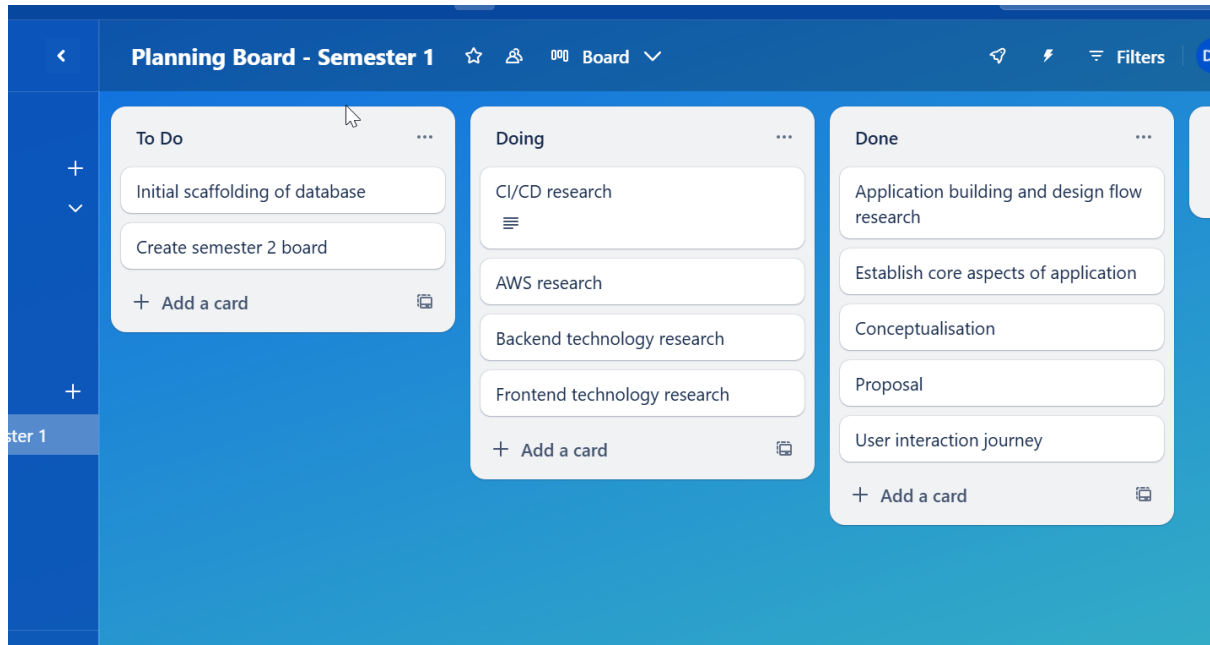 Planning Board - Semester 1
Board
Filters
To Do
Initial scaffolding of database
Create semester 2 board
Add a card
Doing
CI/CD research
AWS research
Backend technology research
Frontend technology research
Add a card
Done
Application building and design flow
research
Establish core aspects of application
Conceptualisation
Proposal
User interaction journey
Add a card
ster 1